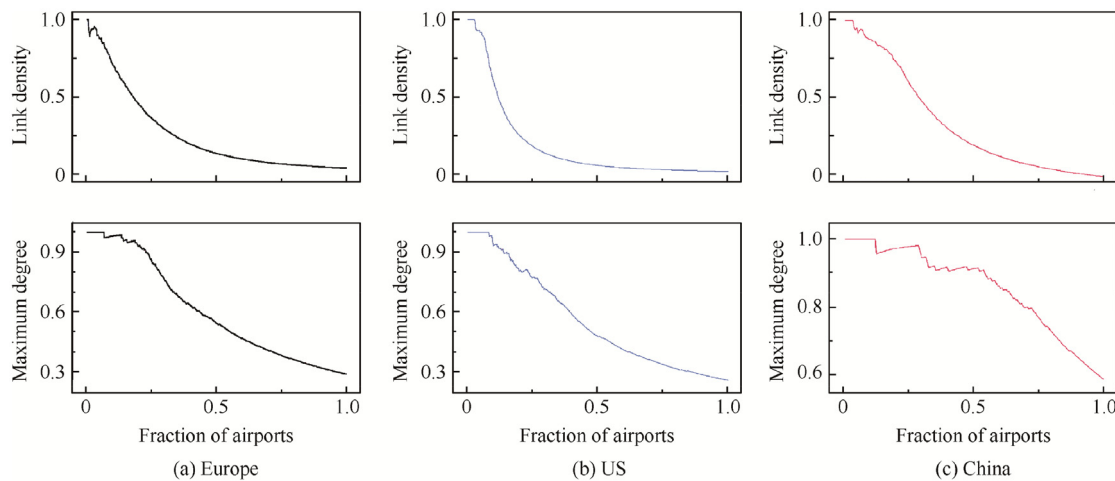 1.0
0.5
0
Link density
1.0
0.5
0
Link density
1.0
0.5
0
Link density
0.9
0.6
0.3
Maximum degree
0 0.5 1.0
Fraction of airports
(a) Europe
0.9
0.6
0.3
Maximum degree
0 0.5 1.0
Fraction of airports
(b) US
1.0
0.8
0.6
Maximum degree
0 0.5 1.0
Fraction of airports
(c) China